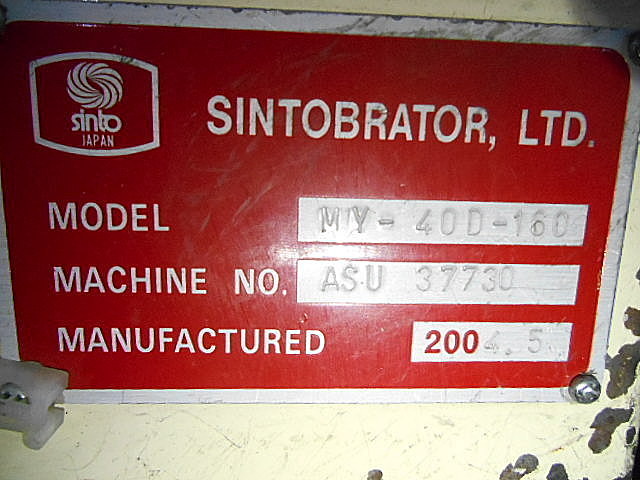 sinto
JAPAN
SINTOBRATOR, LTD.
MODEL MY-40D-160
MACHINE NO. ASU 37730
MANUFACTURED 2004.5